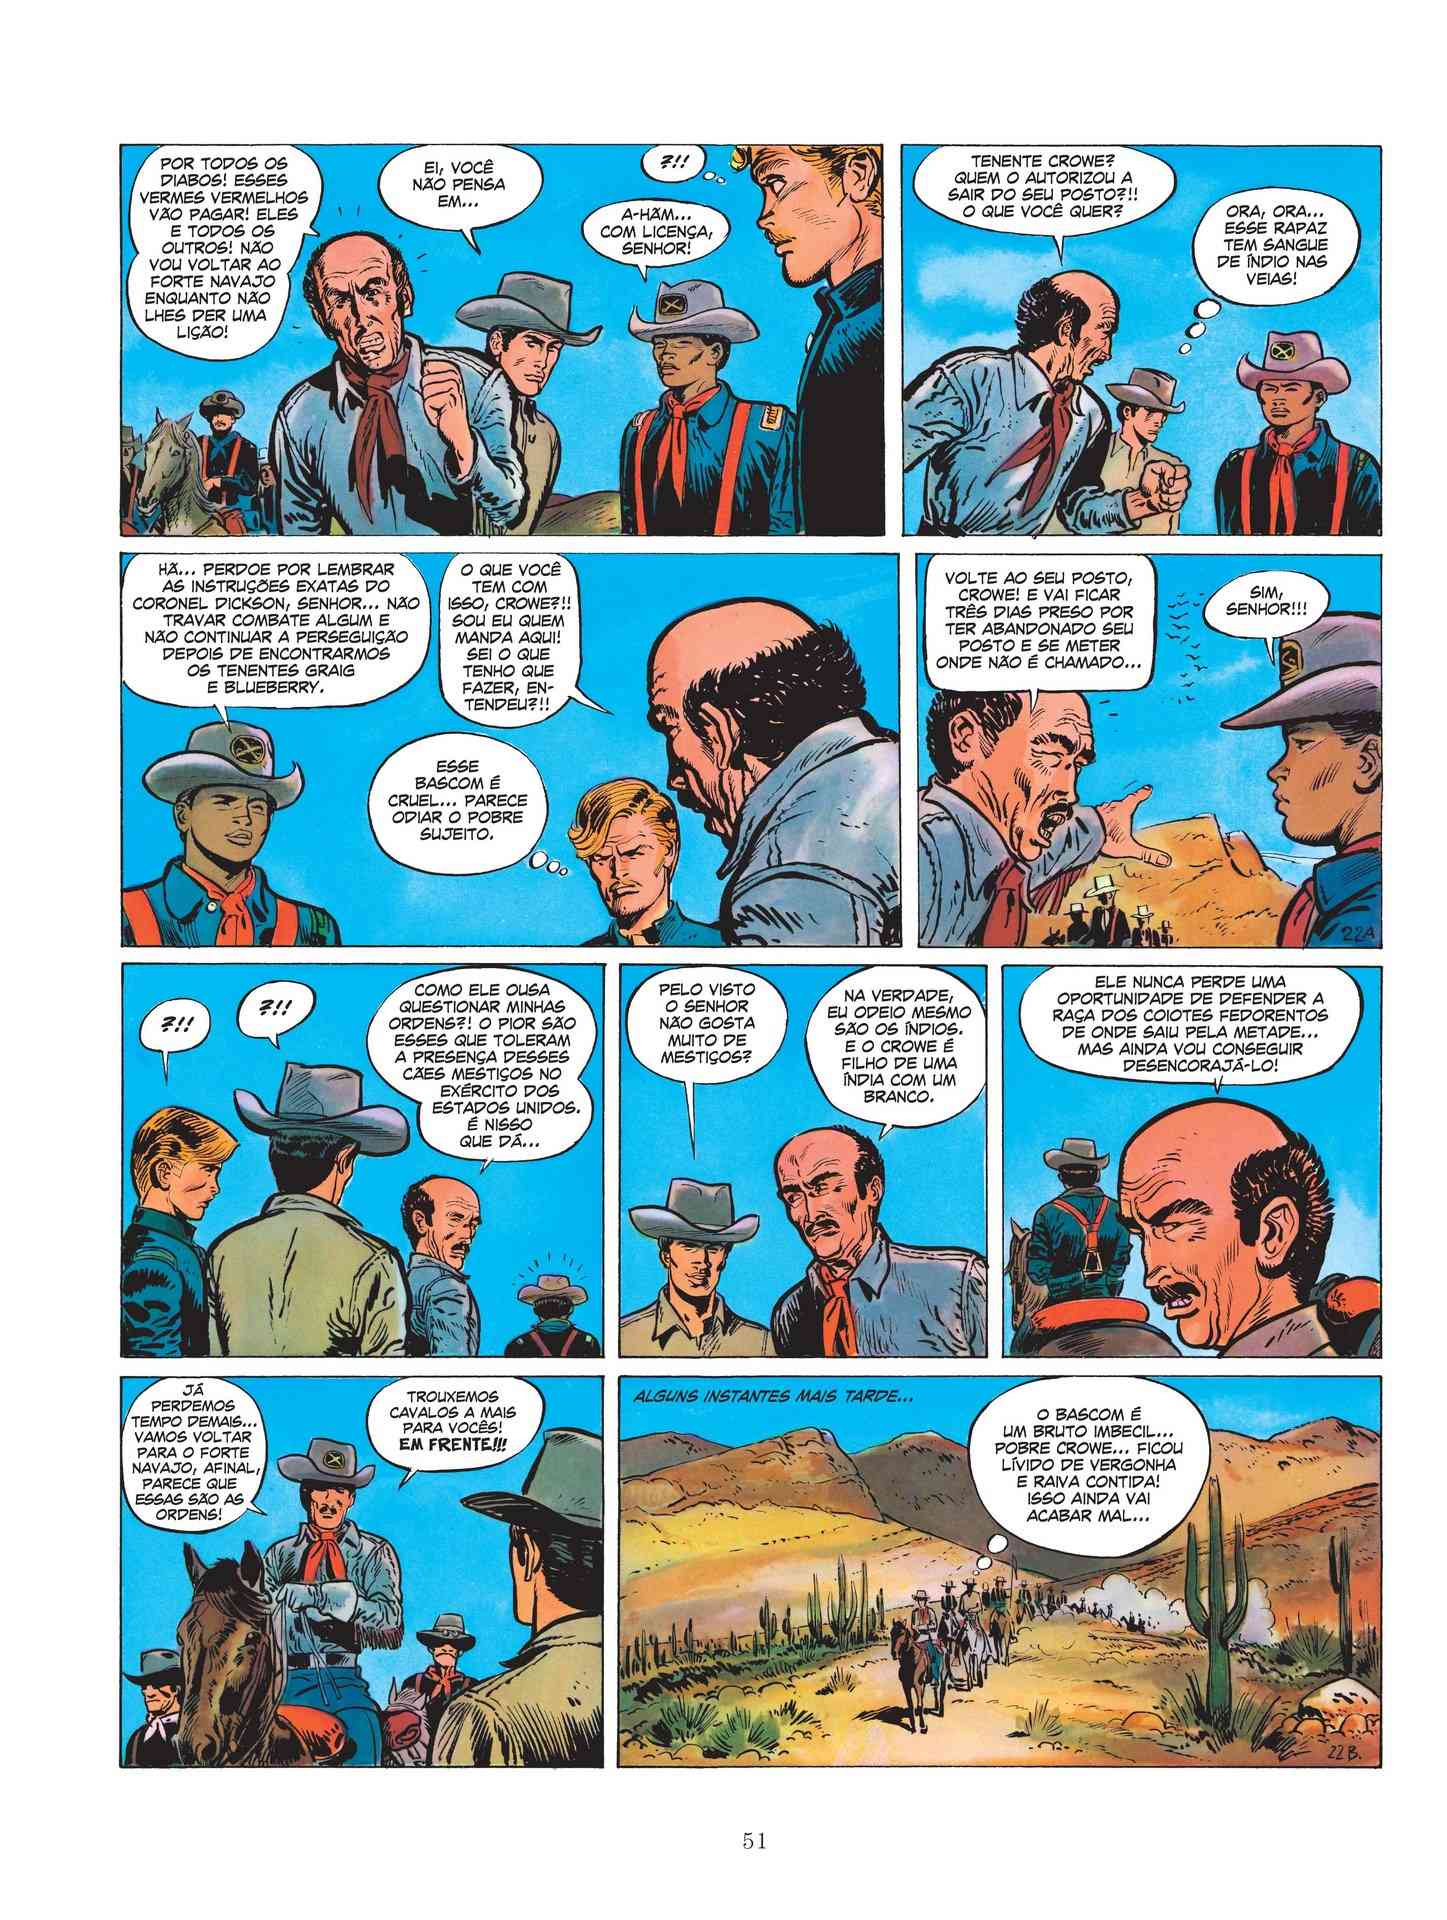 POR TODOS OS
DIABOS! ESSES
VERMES VERMELHOS
VÃO PAGAR! ELES
E TODOS OS
OUTROS! NÃO
VOU VOLTAR AO
FORTE NAVAJO
ENQUANTO NÃO
LHES DER UMA
LIÇÃO!
EI, VOCÊ
NÃO PENSA
EM...
A-HÃM...
COM LICENÇA,
SENHOR!
?!!
TENENTE CROWE?
QUEM O AUTORIZOU A
SAIR DO SEU POSTO?!!
O QUE VOCÊ QUER?
ORA, ORA...
ESSE RAPAZ
TEM SANGUE
DE ÍNDIO NAS
VEIAS!
HÃ... PERDOE POR LEMBRAR
AS INSTRUÇÕES EXATAS DO
CORONEL DICKSON, SENHOR... NÃO
TRAVAR COMBATE ALGUM E
NÃO CONTINUAR A PERSEGUIÇÃO
DEPOIS DE ENCONTRARMOS
OS TENENTES GRAIG
E BLUEBERRY.
O QUE VOCÊ
TEM COM
ISSO, CROWE?!!
SOU EU QUEM
MANDA AQUI!
SEI O QUE
TENHO QUE
FAZER, EN-
TENDEU?!!
ESSE
BASCOM É
CRUEL... PARECE
ODIAR O POBRE
SUJEITO.
VOLTE AO SEU POSTO,
CROWE! E VAI FICAR
TRÊS DIAS PRESO POR
TER ABANDONADO SEU
POSTO E SE METER
ONDE NÃO É CHAMADO...
SIM,
SENHOR!!!
22A
?!!
?!!
COMO ELE OUSA
QUESTIONAR MINHAS
ORDENS?! O PIOR SÃO
ESSES QUE TOLERAM
A PRESENÇA DESSES
CÃES MESTIÇOS NO
EXÉRCITO DOS
ESTADOS UNIDOS.
É NISSO
QUE DÁ...
PELO VISTO
O SENHOR
NÃO GOSTA
MUITO DE
MESTIÇOS?
NA VERDADE,
EU ODEIO MESMO
SÃO OS ÍNDIOS.
E O CROWE É
FILHO DE UMA
ÍNDIA COM UM
BRANCO.
ELE NUNCA PERDE UMA
OPORTUNIDADE DE DEFENDER A
RAÇA DOS COIOTES FEDORENTOS
DE ONDE SAIU PELA METADE...
MAS AINDA VOU CONSEGUIR
DESENCORAJÁ-LO!
JÁ
PERDEMOS
TEMPO DEMAIS...
VAMOS VOLTAR
PARA O FORTE
NAVAJO, AFINAL,
PARECE QUE
ESSAS SÃO AS
ORDENS!
TROUXEMOS
CAVALOS A MAIS
PARA VOCÊS!
EM FRENTE!!!
ALGUNS INSTANTES MAIS TARDE...
O BASCOM É
UM BRUTO IMBECIL...
POBRE CROWE... FICOU
LÍVIDO DE VERGONHA
E RAIVA CONTIDA!
ISSO AINDA VAI
ACABAR MAL...
22B.
51